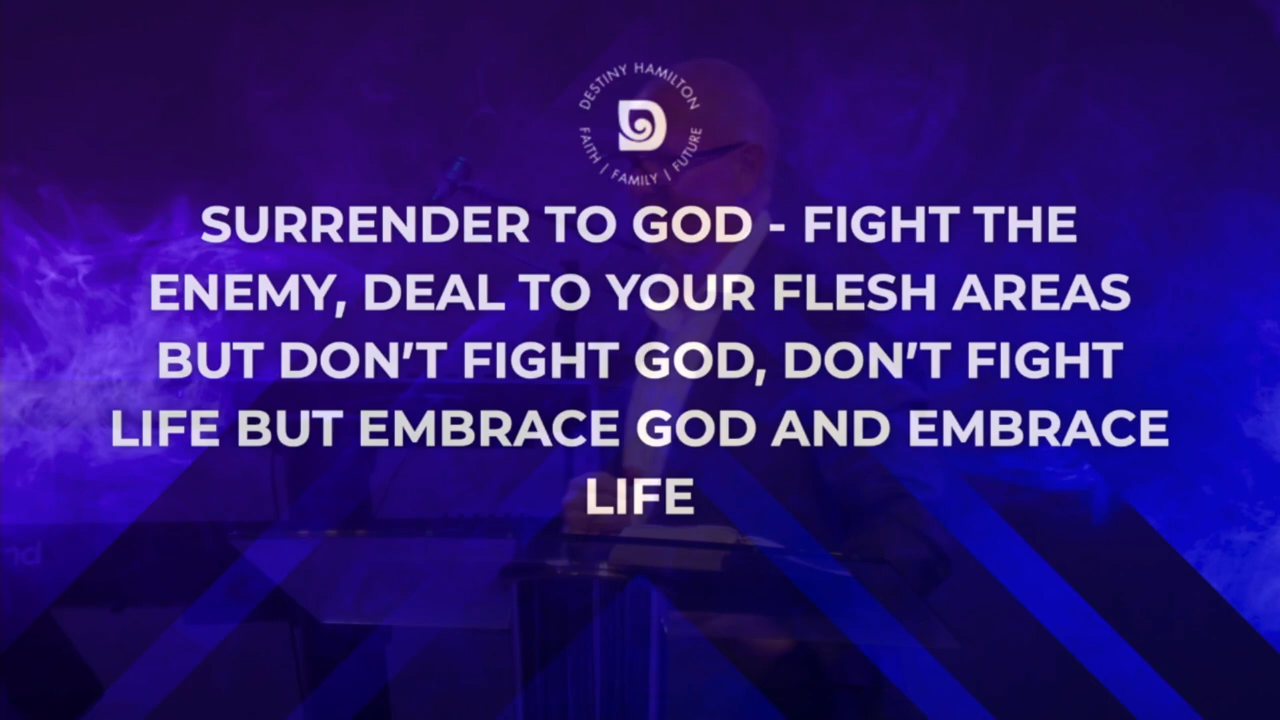 DESTINY HAMILTON
FAITH | FAMILY | FUTURE
SURRENDER TO GOD - FIGHT THE
ENEMY, DEAL TO YOUR FLESH AREAS
BUT DON’T FIGHT GOD, DON’T FIGHT
LIFE BUT EMBRACE GOD AND EMBRACE
LIFE
nd